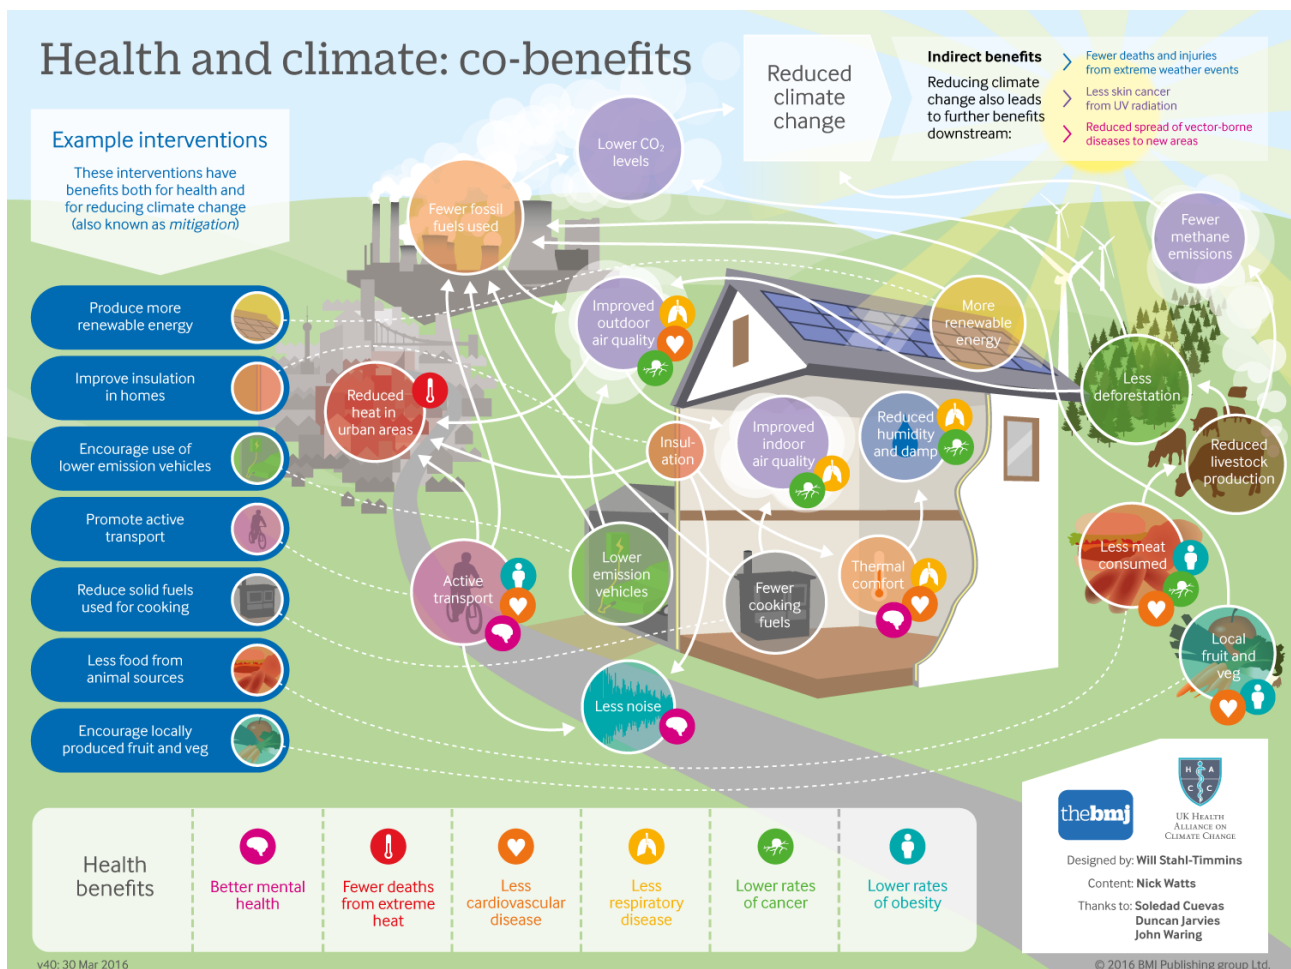 Health and climate: co-benefits
Example interventions
These interventions have
benefits both for health and
for reducing climate change
(also known as mitigation)
Produce more
renewable energy
Improve insulation
in homes
Encourage use of
lower emission vehicles
Promote active
transport
Reduce solid fuels
used for cooking
Less food from
animal sources
Encourage locally
produced fruit and veg
Reduced
climate
change
Indirect benefits
Reducing climate
change also leads
to further benefits
downstream:
Fewer deaths and injuries
from extreme weather events
Less skin cancer
from UV radiation
Reduced spread of vector-borne
diseases to new areas
Lower CO₂
levels
Fewer fossil
fuels used
Fewer
methane
emissions
Improved
outdoor
air quality
More
renewable
energy
Less
deforestation
Reduced
heat in
urban areas
Insul-
ation
Improved
indoor
air quality
Reduced
humidity
and damp
Reduced
livestock
production
Active
transport
Lower
emission
vehicles
Fewer
cooking
fuels
Thermal
comfort
Less meat
consumed
Local
fruit and
veg
Less noise
Health
benefits
Better mental
health
Fewer deaths
from extreme
heat
Less
cardiovascular
disease
Less
respiratory
disease
Lower rates
of cancer
Lower rates
of obesity
thebmj
H A
C C
UK HEALTH
ALLIANCE ON
CLIMATE CHANGE
Designed by: Will Stahl-Timmins
Content: Nick Watts
Thanks to: Soledad Cuevas
Duncan Jarvies
John Waring
v40: 30 Mar 2016
© 2016 BMJ Publishing group Ltd.